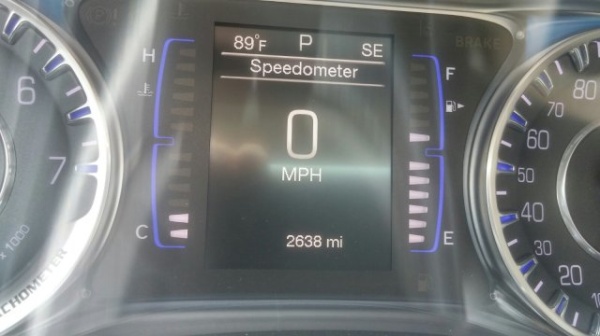 89°F P SE
Speedometer
0
MPH
2638 mi
H
C
F
E
BRAKE
6
7
x 1000
TACHOMETER
80
70
60
50
40
30
20
10